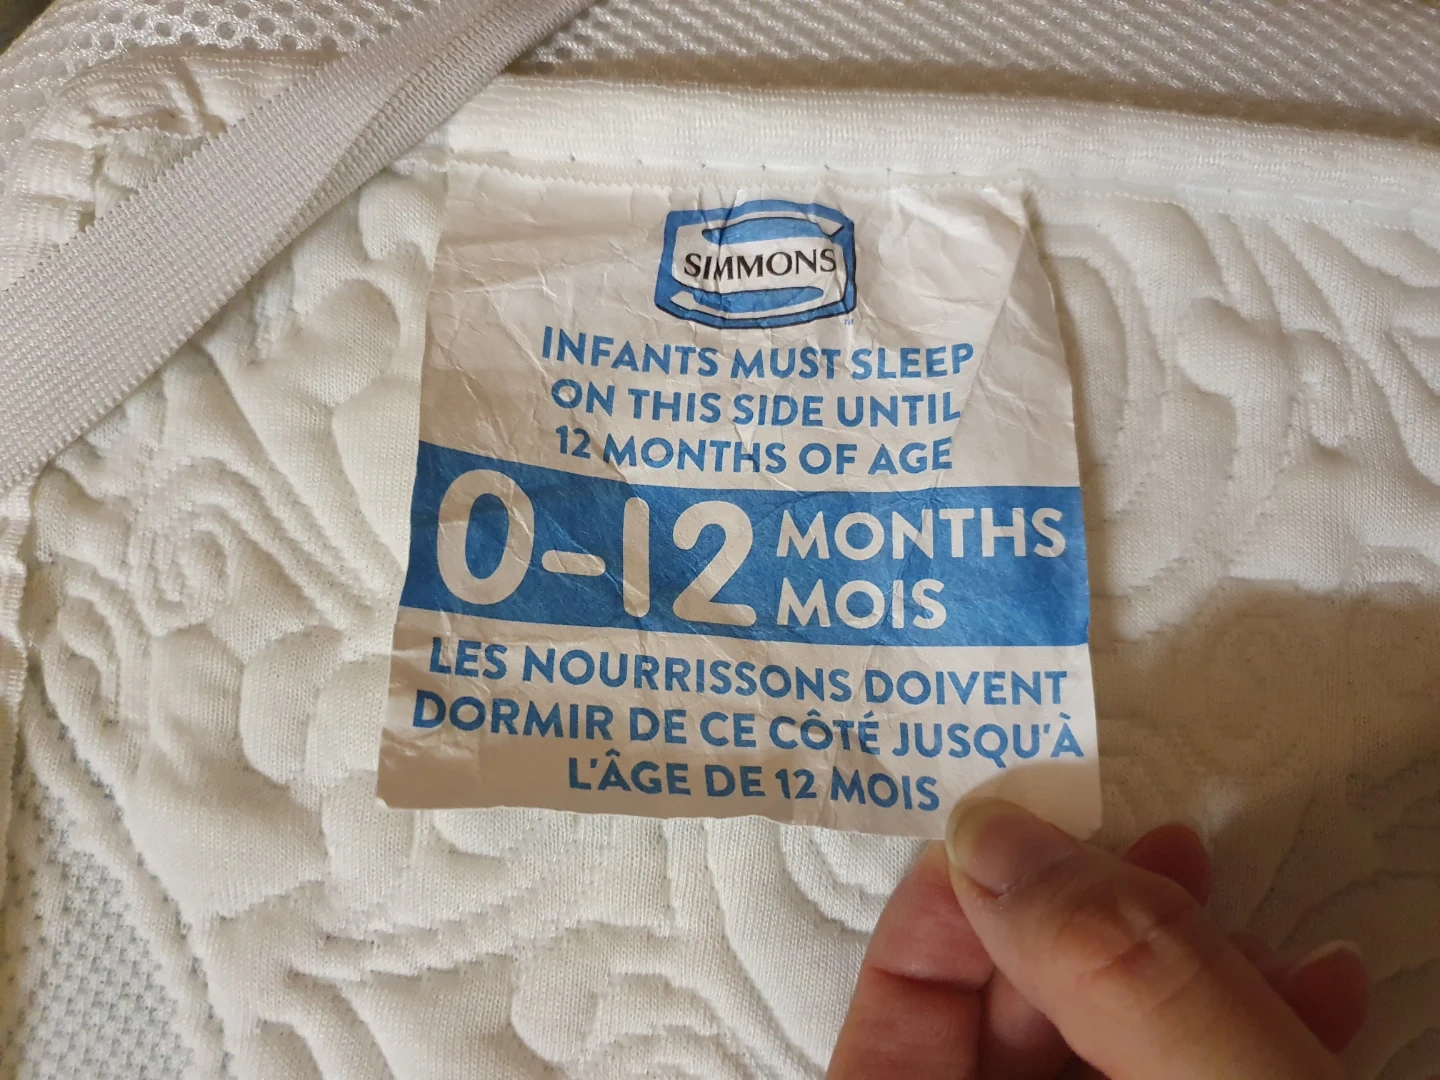 SIMMONS
TM
INFANTS MUST SLEEP
ON THIS SIDE UNTIL
12 MONTHS OF AGE
0-12 MONTHS
MOIS
LES NOURRISSONS DOIVENT
DORMIR DE CE CÔTÉ JUSQU'À
L'ÂGE DE 12 MOIS